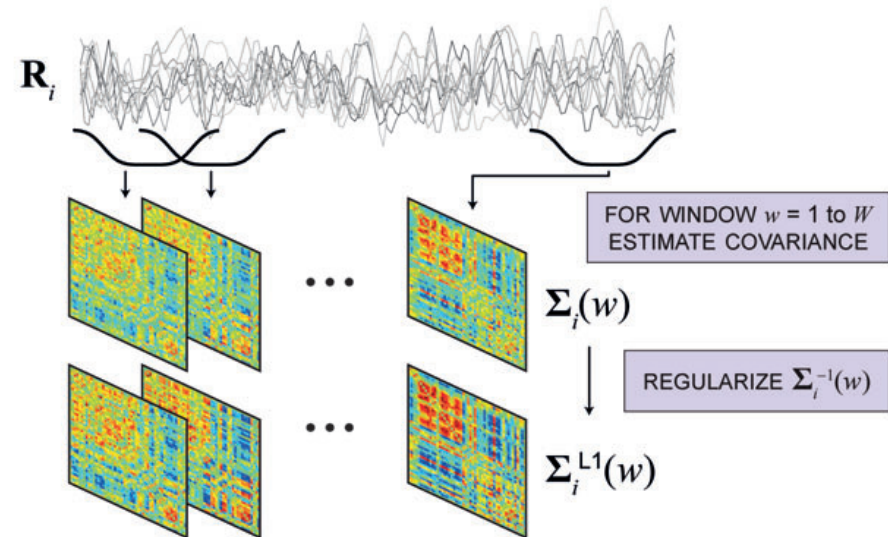 R_i
FOR WINDOW w = 1 to W
ESTIMATE COVARIANCE
Σ_i(w)
REGULARIZE Σ_i^{-1}(w)
Σ_i^{L1}(w)